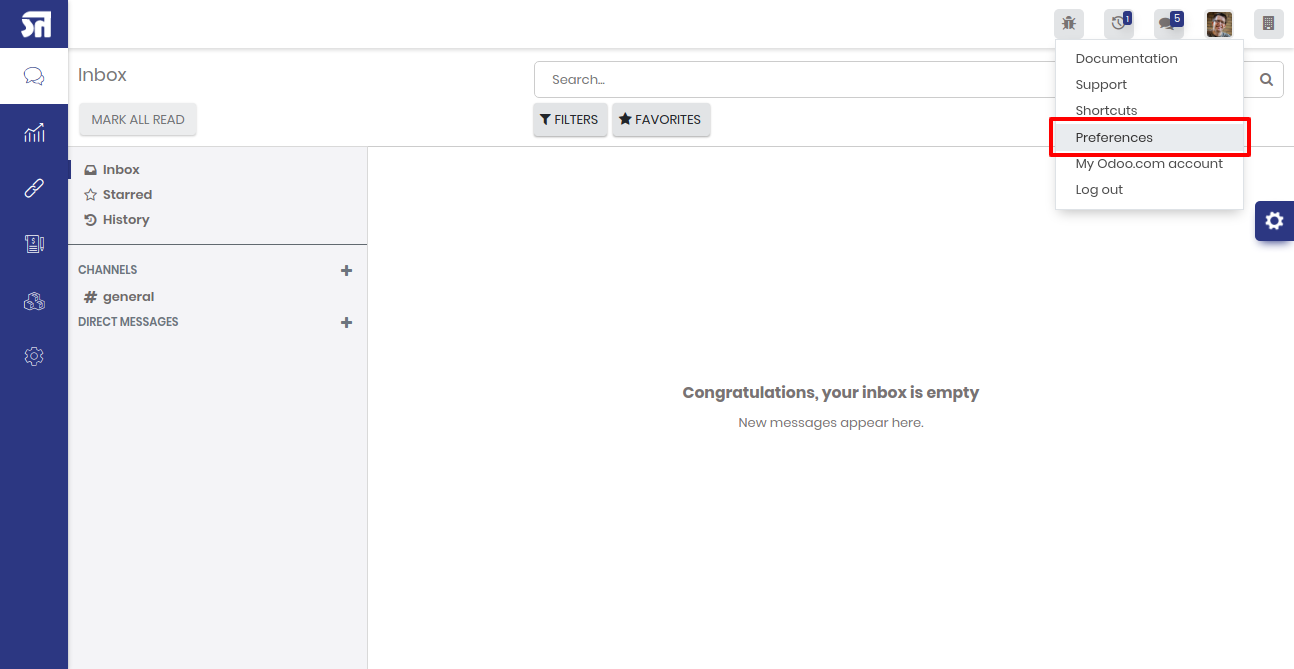 1
5
Documentation
Support
Shortcuts
Preferences
My Odoo.com account
Log out
Inbox
Search...
MARK ALL READ
FILTERS
FAVORITES
Inbox
Starred
History
CHANNELS
# general
DIRECT MESSAGES
Congratulations, your inbox is empty
New messages appear here.